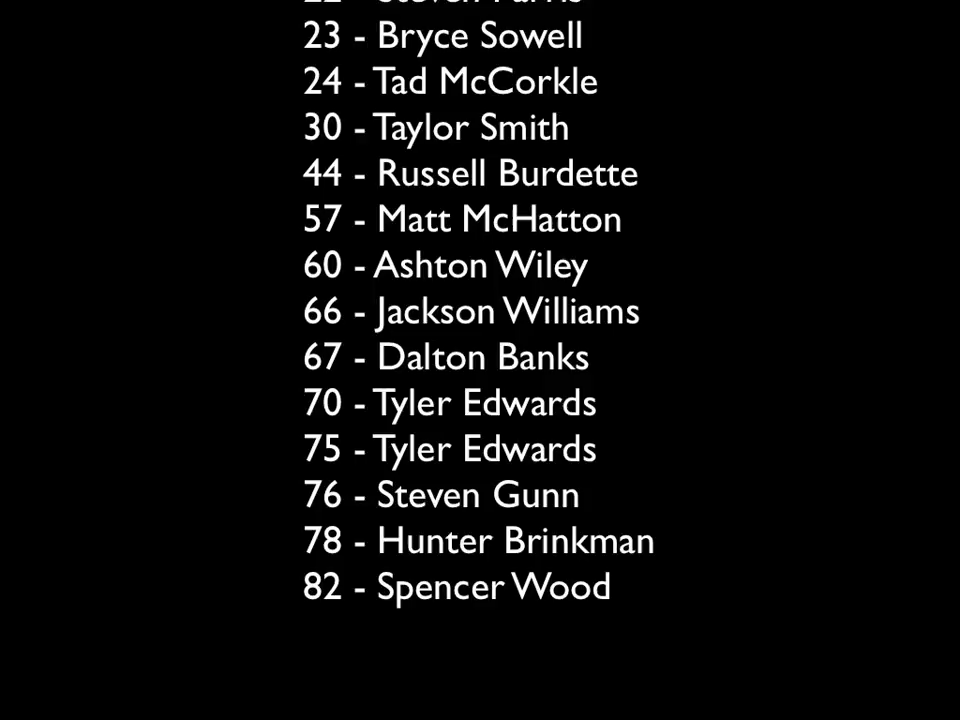 23 - Bryce Sowell
24 - Tad McCorkle
30 - Taylor Smith
44 - Russell Burdette
57 - Matt McHatton
60 - Ashton Wiley
66 - Jackson Williams
67 - Dalton Banks
70 - Tyler Edwards
75 - Tyler Edwards
76 - Steven Gunn
78 - Hunter Brinkman
82 - Spencer Wood